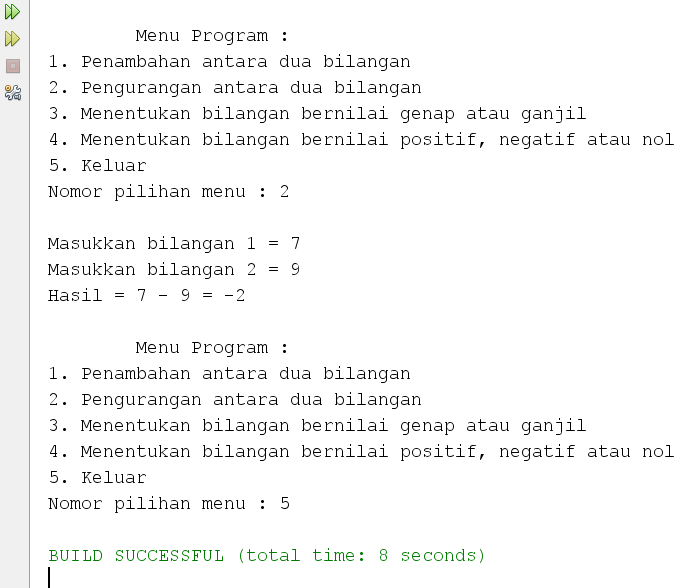 Menu Program :
1. Penambahan antara dua bilangan
2. Pengurangan antara dua bilangan
3. Menentukan bilangan bernilai genap atau ganjil
4. Menentukan bilangan bernilai positif, negatif atau nol
5. Keluar
Nomor pilihan menu : 2
Masukkan bilangan 1 = 7
Masukkan bilangan 2 = 9
Hasil = 7 - 9 = -2
Menu Program :
1. Penambahan antara dua bilangan
2. Pengurangan antara dua bilangan
3. Menentukan bilangan bernilai genap atau ganjil
4. Menentukan bilangan bernilai positif, negatif atau nol
5. Keluar
Nomor pilihan menu : 5
BUILD SUCCESSFUL (total time: 8 seconds)